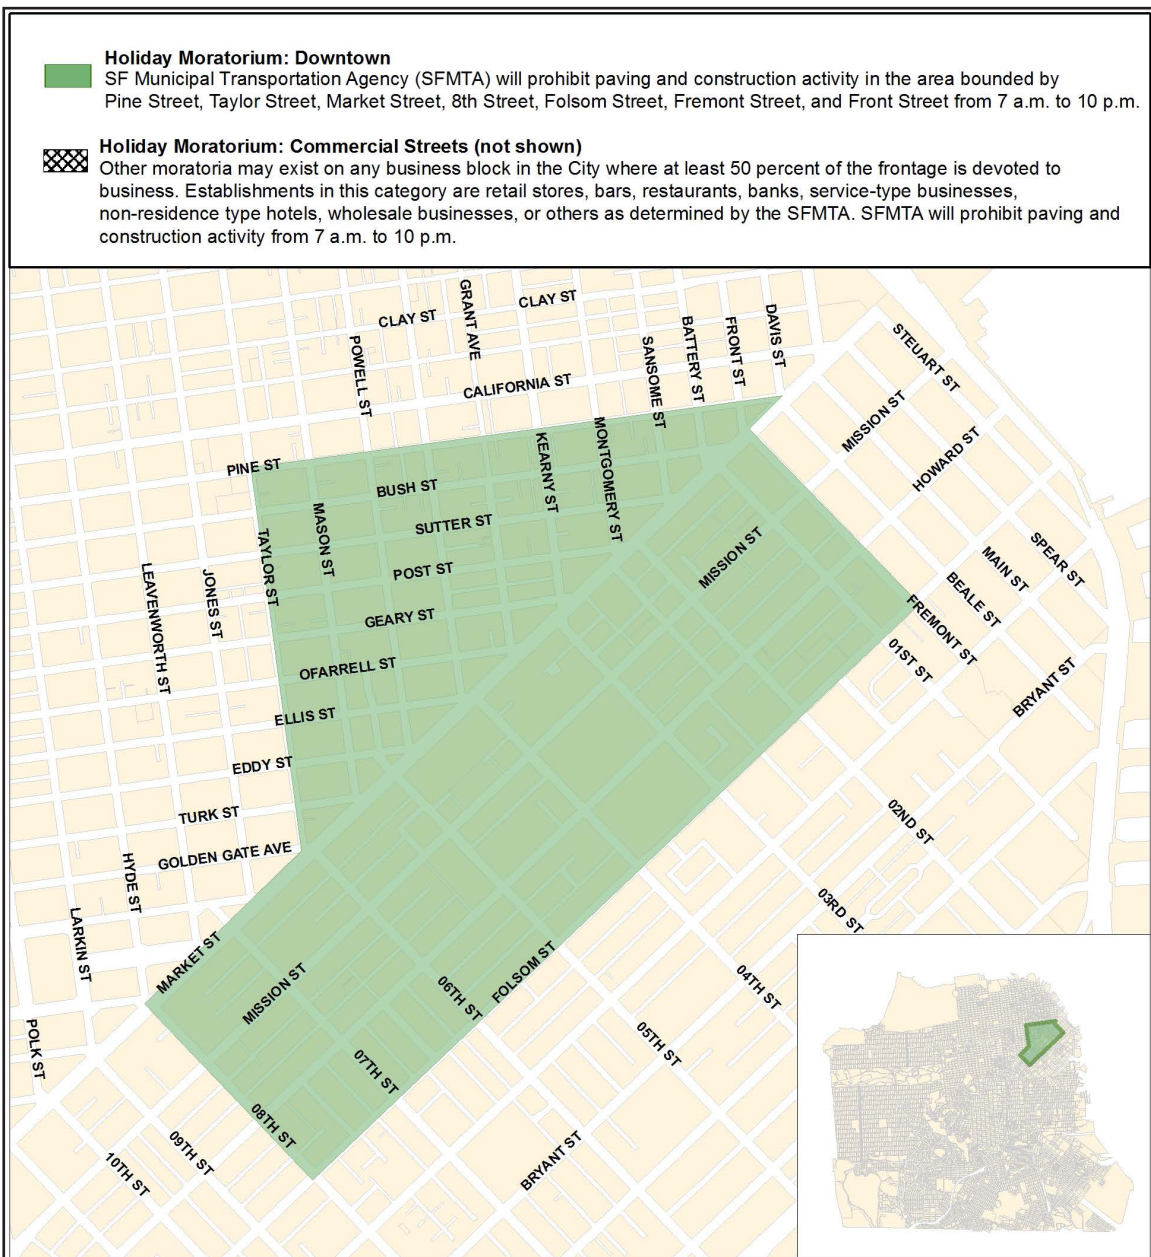 Holiday Moratorium: Downtown
SF Municipal Transportation Agency (SFMTA) will prohibit paving and construction activity in the area bounded by
Pine Street, Taylor Street, Market Street, 8th Street, Folsom Street, Fremont Street, and Front Street from 7 a.m. to 10 p.m.
Holiday Moratorium: Commercial Streets (not shown)
Other moratoria may exist on any business block in the City where at least 50 percent of the frontage is devoted to
business. Establishments in this category are retail stores, bars, restaurants, banks, service-type businesses,
non-residence type hotels, wholesale businesses, or others as determined by the SFMTA. SFMTA will prohibit paving and
construction activity from 7 a.m. to 10 p.m.
CLAY ST
CLAY ST
GRANT AVE
POWELL ST
CALIFORNIA ST
SANSOME ST
BATTERY ST
FRONT ST
DAVIS ST
STEUART ST
MISSION ST
HOWARD ST
PINE ST
BUSH ST
KEARNY ST
MONTGOMERY ST
MASON ST
SUTTER ST
TAYLOR ST
POST ST
MISSION ST
SPEAR ST
MAIN ST
BEALE ST
FREMONT ST
01ST ST
BRYANT ST
LEAVENWORTH ST
JONES ST
GEARY ST
OFARRELL ST
ELLIS ST
EDDY ST
TURK ST
GOLDEN GATE AVE
HYDE ST
LARKIN ST
POLK ST
MARKET ST
MISSION ST
02ND ST
03RD ST
04TH ST
05TH ST
06TH ST
FOLSOM ST
07TH ST
08TH ST
09TH ST
10TH ST
BRYANT ST